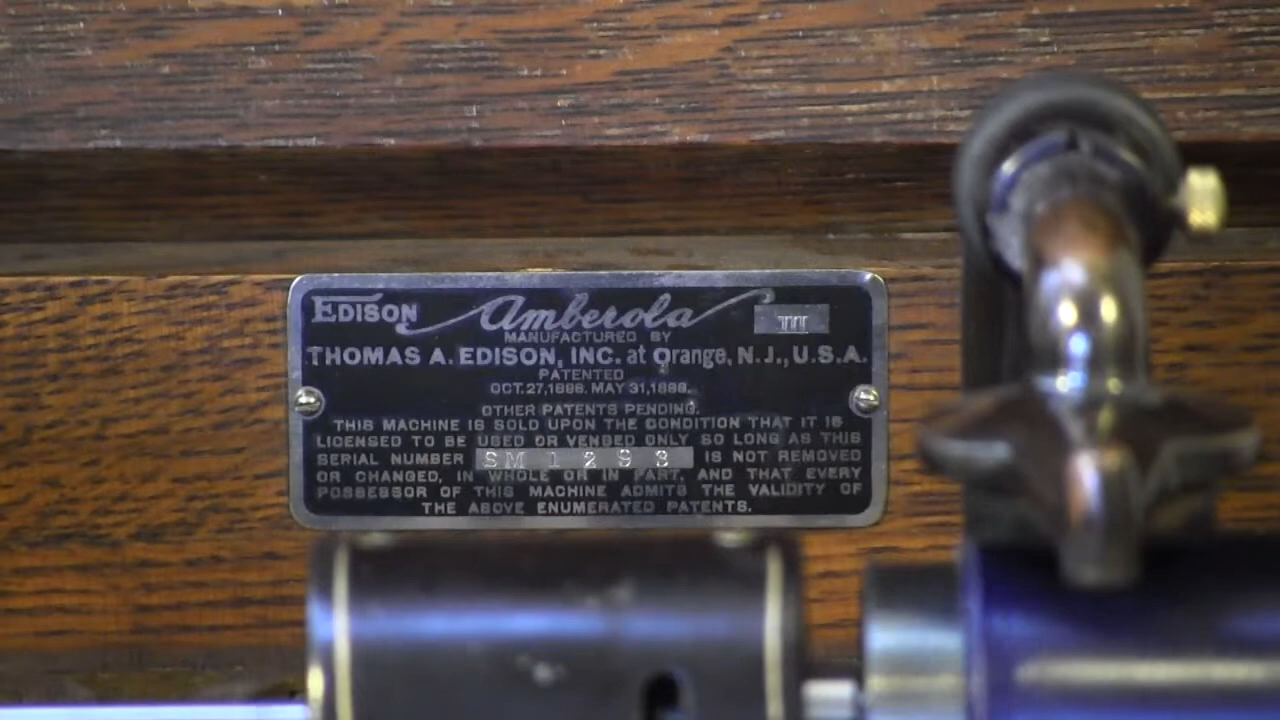 EDISON Amberola III
MANUFACTURED BY
THOMAS A. EDISON, INC. at Orange, N.J., U.S.A.
PATENTED
OCT. 27, 1898. MAY 31, 1898.
OTHER PATENTS PENDING.
THIS MACHINE IS SOLD UPON THE CONDITION THAT IT IS
LICENSED TO BE USED OR VENDED ONLY SO LONG AS THIS
SERIAL NUMBER SM 1293 IS NOT REMOVED
OR CHANGED, IN WHOLE OR IN PART, AND THAT EVERY
POSSESSOR OF THIS MACHINE ADMITS THE VALIDITY OF
THE ABOVE ENUMERATED PATENTS.